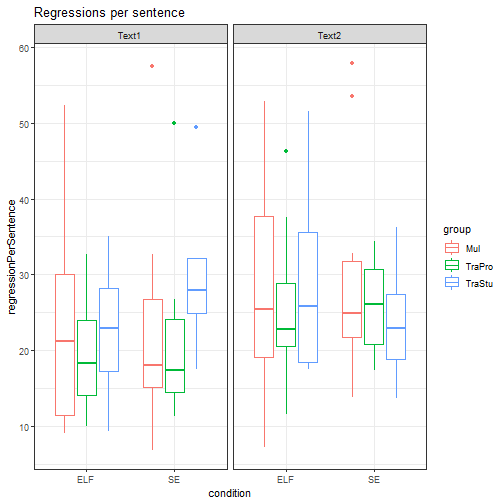 Regressions per sentence
Text1
Text2
60
50
40
30
20
10
regressionPerSentence
ELF
SE
ELF
SE
condition
group
Mul
TraPro
TraStu